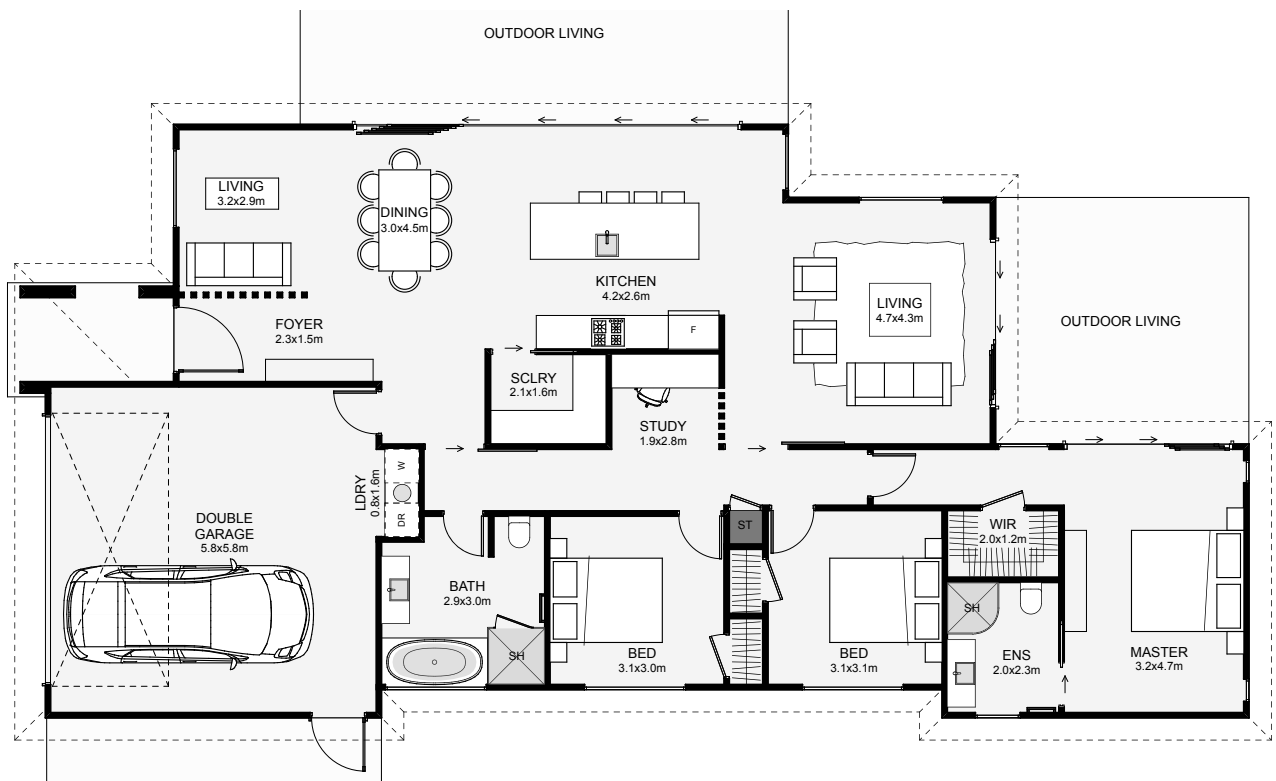 OUTDOOR LIVING
LIVING
3.2x2.9m
DINING
3.0x4.5m
KITCHEN
4.2x2.6m
LIVING
4.7x4.3m
OUTDOOR LIVING
FOYER
2.3x1.5m
F
SCLRY
2.1x1.6m
STUDY
1.9x2.8m
W
LDRY
0.8x1.6m
DR
DOUBLE
GARAGE
5.8x5.8m
ST
WIR
2.0x1.2m
BATH
2.9x3.0m
SH
BED
3.1x3.0m
BED
3.1x3.1m
SH
ENS
2.0x2.3m
MASTER
3.2x4.7m